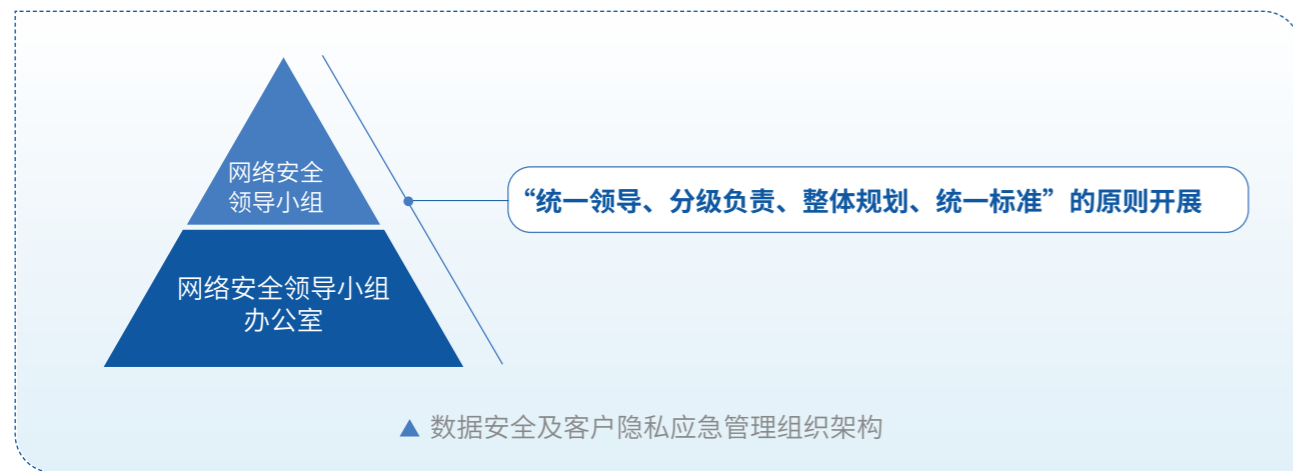 网络安全
领导小组
“统一领导、分级负责、整体规划、统一标准”的原则开展
网络安全领导小组
办公室
▲ 数据安全及客户隐私应急管理组织架构